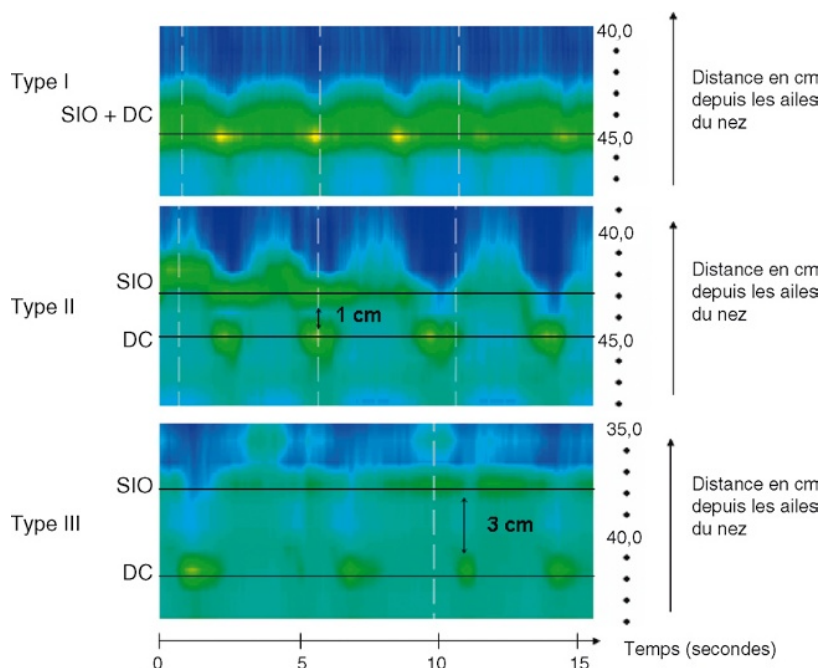 Type I
SIO + DC
40,0
45,0
Distance en cm
depuis les ailes
du nez
Type II
SIO
DC
1 cm
40,0
45,0
Distance en cm
depuis les ailes
du nez
Type III
SIO
DC
3 cm
35,0
40,0
Distance en cm
depuis les ailes
du nez
0 5 10 15
Temps (secondes)